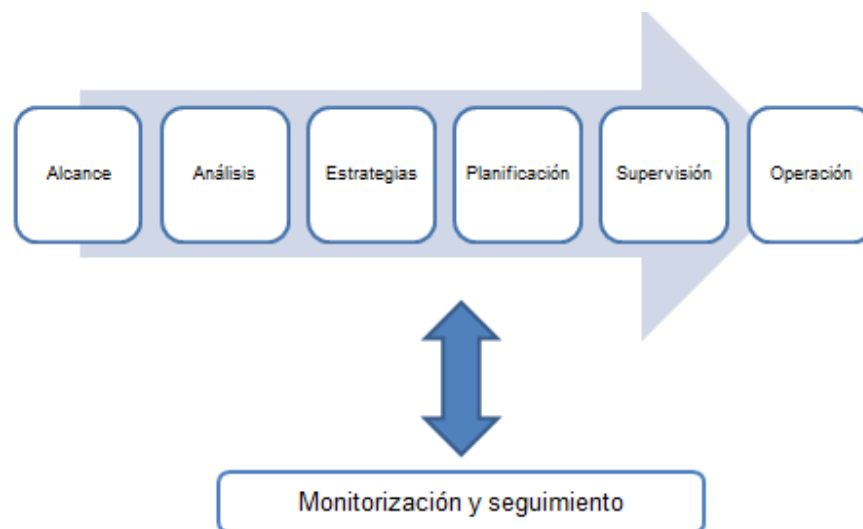 Alcance
Análisis
Estrategias
Planificación
Supervisión
Operación
Monitorización y seguimiento